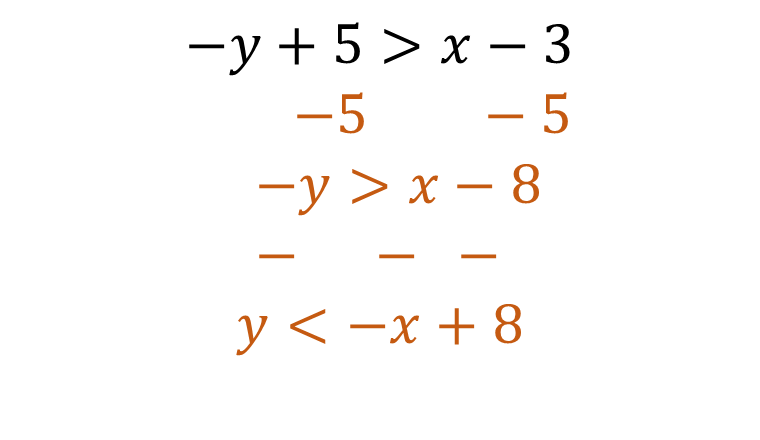 −y + 5 > x − 3
−5 − 5
−y > x − 8
− − −
y < −x + 8